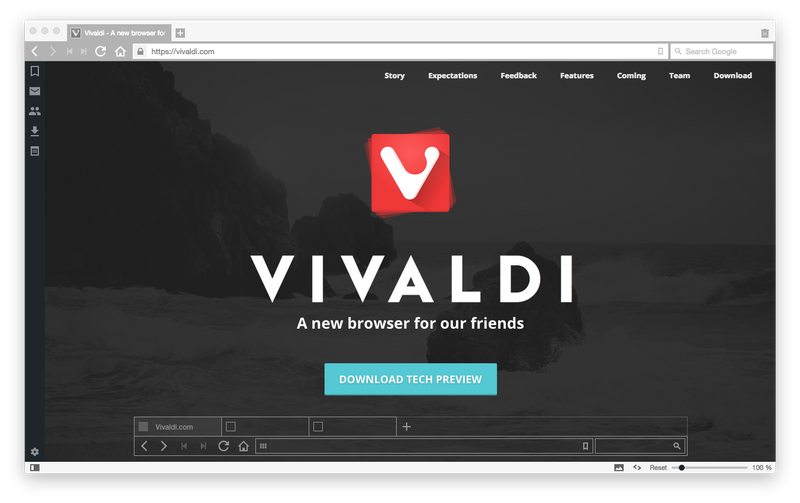 Vivaldi - A new browser fo
https://vivaldi.com
Search Google
Story Expectations Feedback Features Coming Team Download
VIVALDI
A new browser for our friends
DOWNLOAD TECH PREVIEW
Vivaldi.com
Reset 100 %